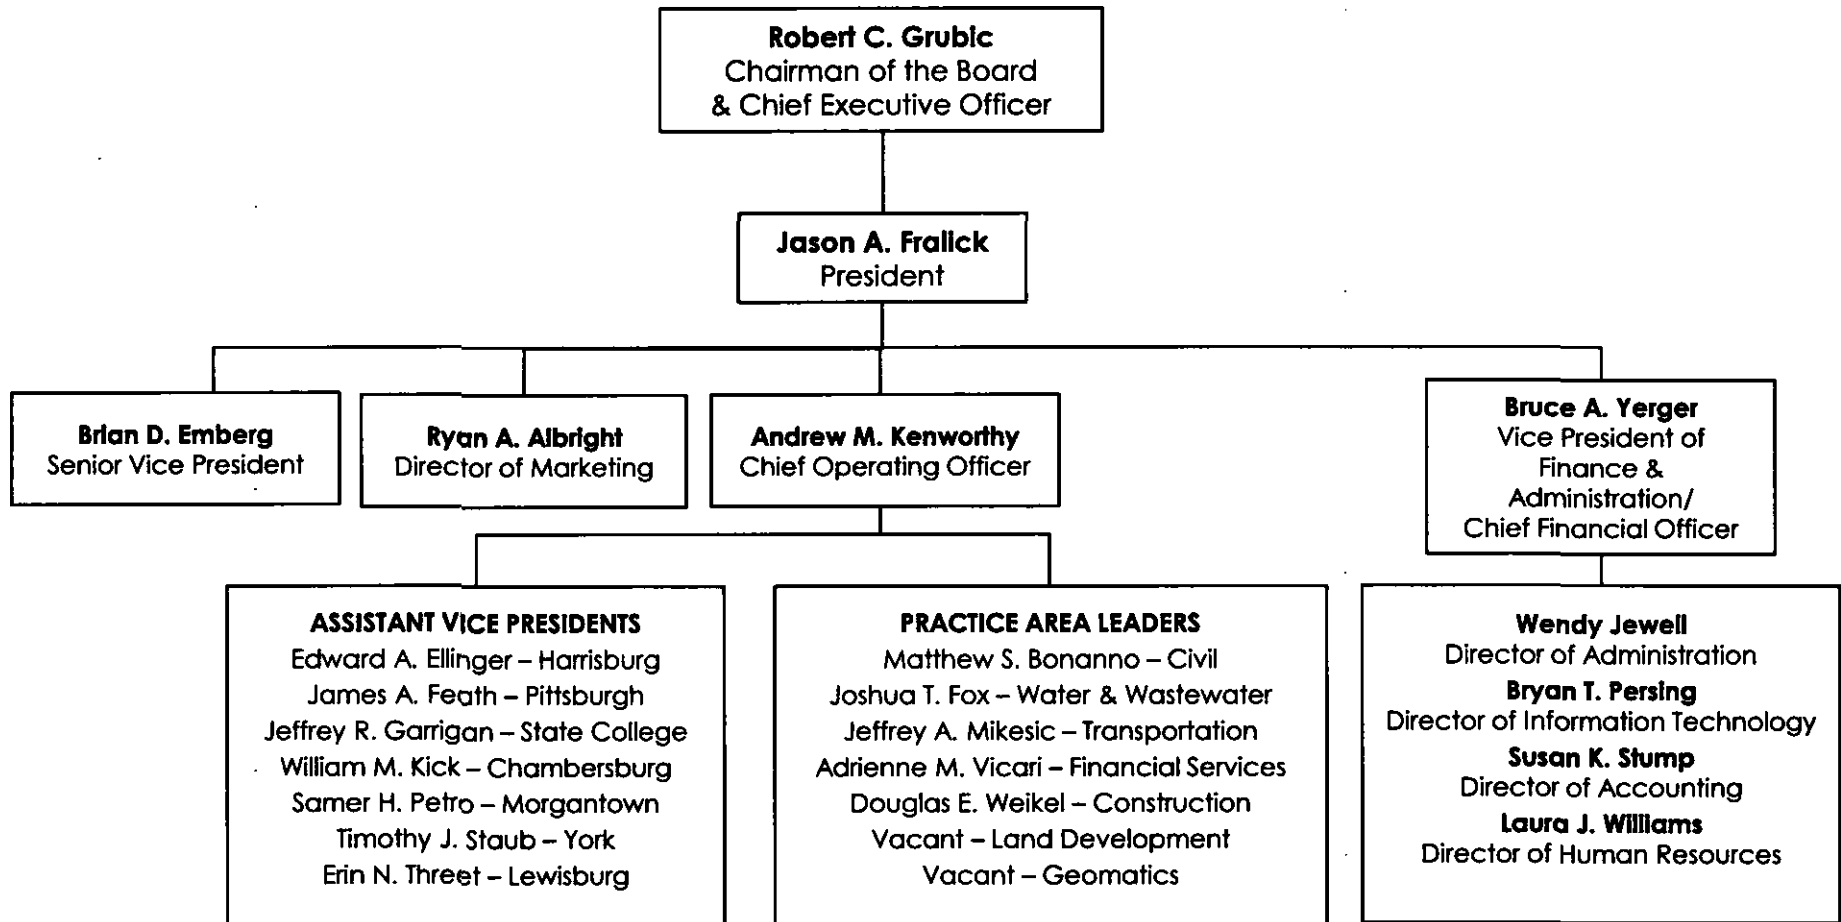 Robert C. Grubic
Chairman of the Board
& Chief Executive Officer
Jason A. Fralick
President
Brian D. Emberg
Senior Vice President
Ryan A. Albright
Director of Marketing
Andrew M. Kenworthy
Chief Operating Officer
Bruce A. Yerger
Vice President of
Finance &
Administration/
Chief Financial Officer
ASSISTANT VICE PRESIDENTS
Edward A. Ellinger – Harrisburg
James A. Feath – Pittsburgh
Jeffrey R. Garrigan – State College
William M. Kick – Chambersburg
Samer H. Petro – Morgantown
Timothy J. Staub – York
Erin N. Threet – Lewisburg
PRACTICE AREA LEADERS
Matthew S. Bonanno – Civil
Joshua T. Fox – Water & Wastewater
Jeffrey A. Mikesic – Transportation
Adrienne M. Vicari – Financial Services
Douglas E. Weikel – Construction
Vacant – Land Development
Vacant – Geomatics
Wendy Jewell
Director of Administration
Bryan T. Persing
Director of Information Technology
Susan K. Stump
Director of Accounting
Laura J. Williams
Director of Human Resources